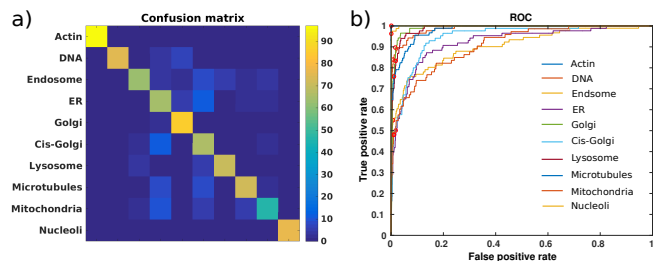 a)
Confusion matrix
Actin
DNA
Endosome
ER
Golgi
Cis-Golgi
Lysosome
Microtubules
Mitochondria
Nucleoli
90
80
70
60
50
40
30
20
10
0
b)
ROC
True positive rate
1
0.9
0.8
0.7
0.6
0.5
0.4
0.3
0.2
0.1
0
0 0.2 0.4 0.6 0.8 1
False positive rate
Actin
DNA
Endsome
ER
Golgi
Cis-Golgi
Lysosome
Microtubules
Mitochondria
Nucleoli